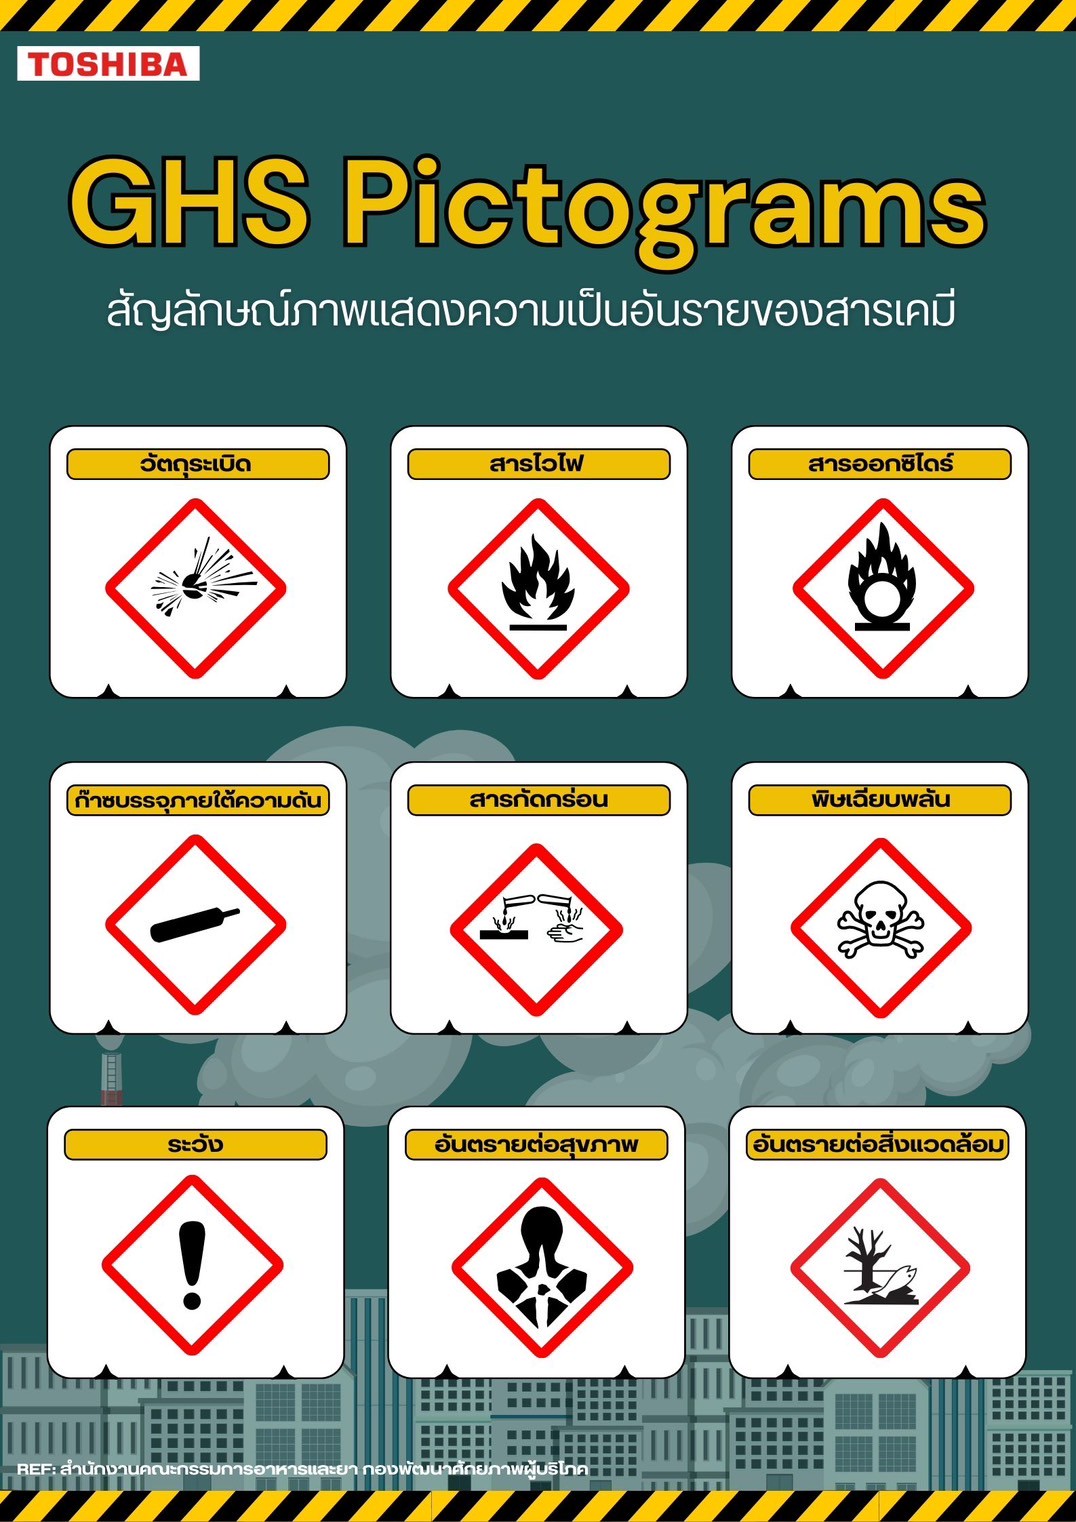 TOSHIBA
GHS Pictograms
สัญลักษณ์ภาพแสดงความเป็นอันรายของสารเคมี
วัตถุระเบิด
สารไวไฟ
สารออกซิไดร์
ก๊าซบรรจุภายใต้ความดัน
สารกัดกร่อน
พิษเฉียบพลัน
ระวัง
อันตรายต่อสุขภาพ
อันตรายต่อสิ่งแวดล้อม
REF: สำนักงานคณะกรรมการอาหารและยา กองพัฒนาศักยภาพผู้บริโภค